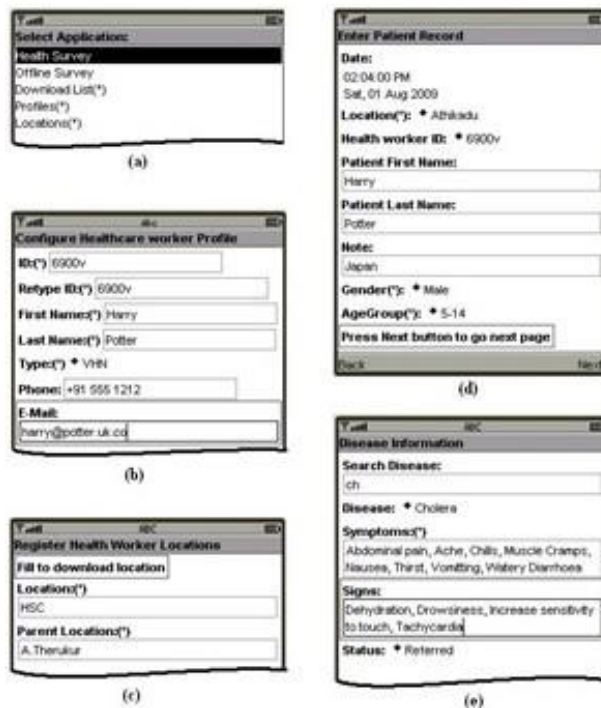 Select Application:
Health Survey
Offline Survey
Download List(*)
Profiles(*)
Locations(*)
(a)
Abc
Configure Healthcare worker Profile
ID:(*) 6900v
Retype ID:(*) 6900v
First Name:(*) Harry
Last Name:(*) Potter
Type:(*) VHN
Phone: +91 555 1212
E-Mail:
harry@potter.uk.co
(b)
ABC
Register Health Worker Locations
Fill to download location
Location:(*)
HSC
Parent Location:(*)
A.Therukur
(c)
Enter Patient Record
Date:
02:04:00 PM
Sat, 01 Aug 2009
Location(*): Athikadu
Health worker ID: 6900v
Patient First Name:
Harry
Patient Last Name:
Potter
Note:
Japan
Gender(*): Male
AgeGroup(*): 5-14
Press Next button to go next page
Back Next
(d)
ABC
Disease Information
Search Disease:
ch
Disease: Cholera
Symptoms:(*)
Abdominal pain, Ache, Chills, Muscle Cramps,
Nausea, Thirst, Vomitting, Watery Diarrhoea
Signs:
Dehydration, Drowsiness, Increase sensitivity
to touch, Tachycardia
Status: Referred
(e)